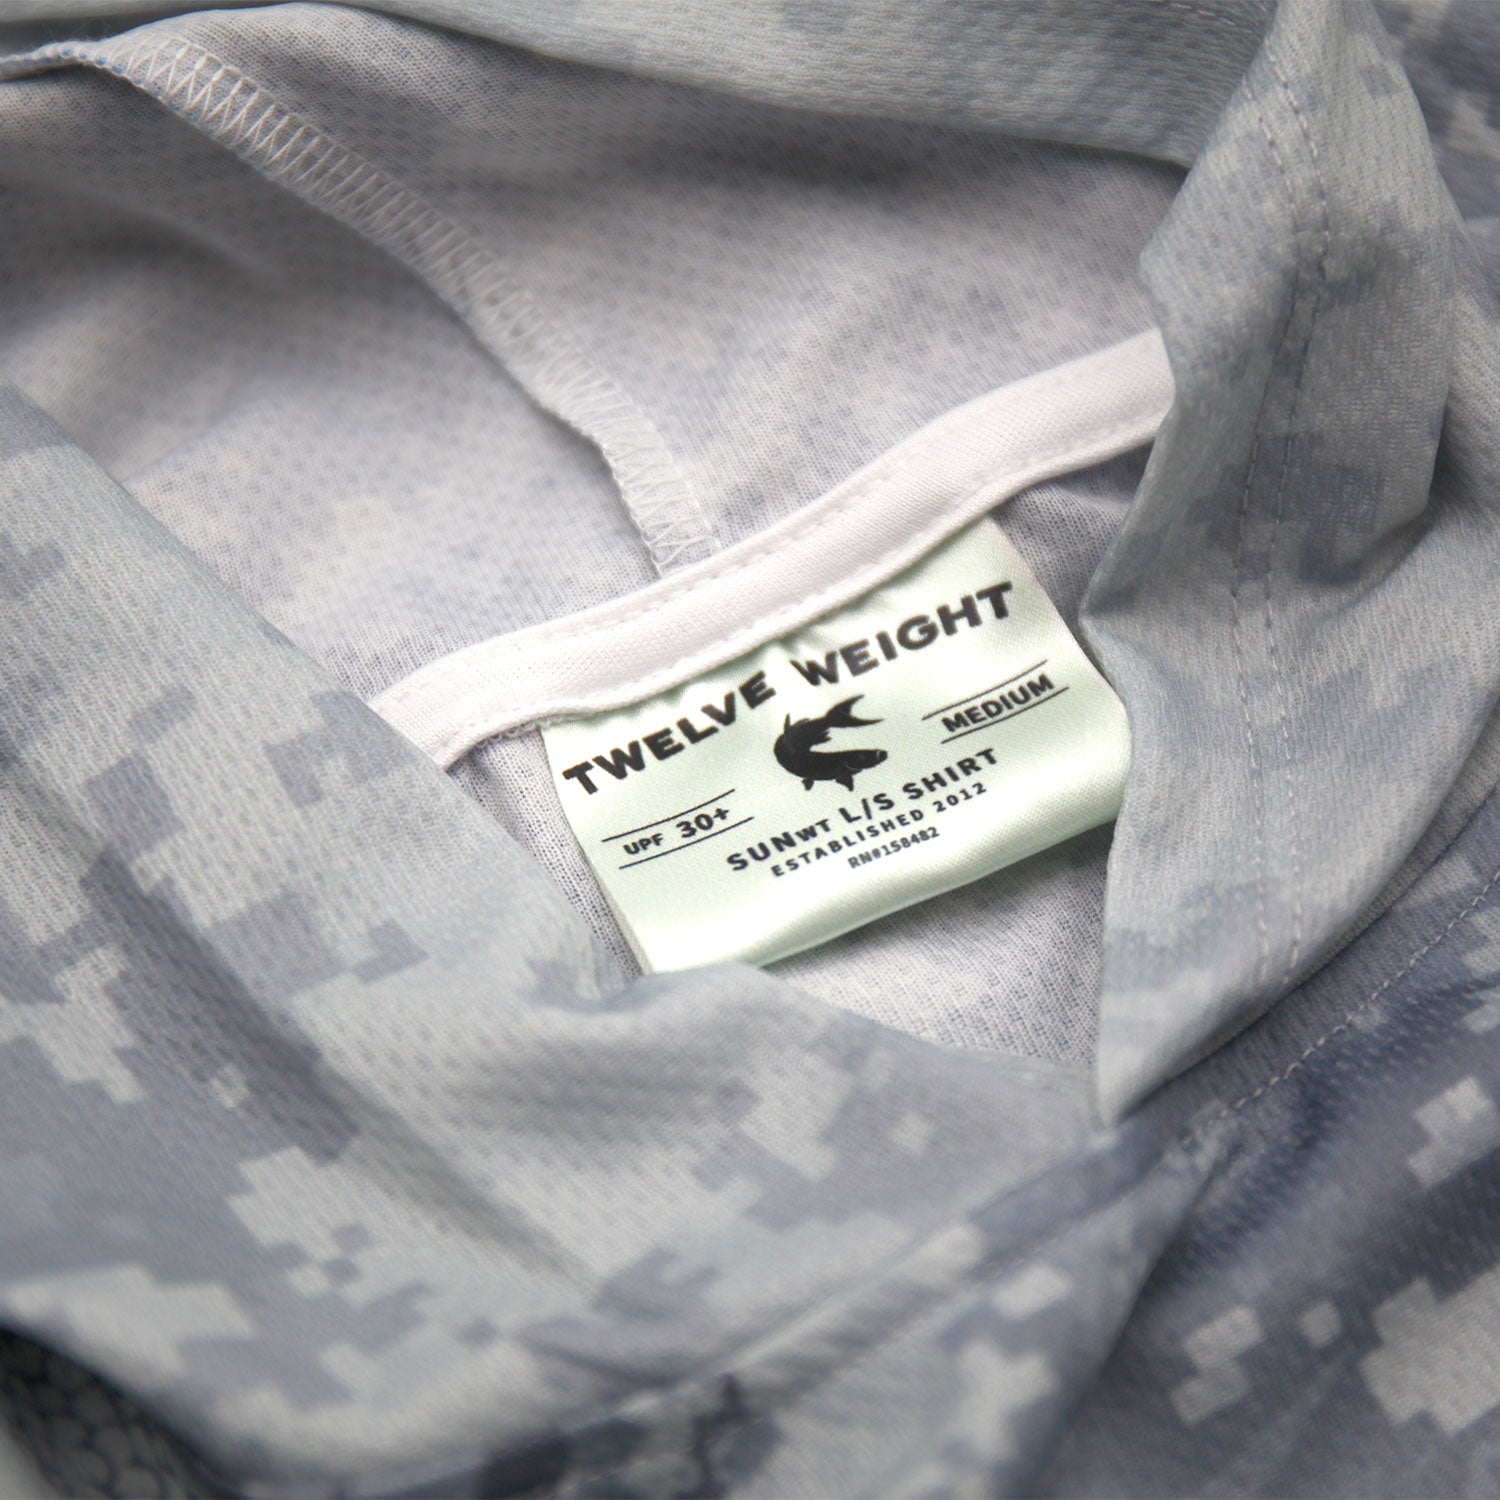 TWELVE WEIGHT
MEDIUM
UPF 30+
SUNWT L/S SHIRT
ESTABLISHED 2012
RN#158482